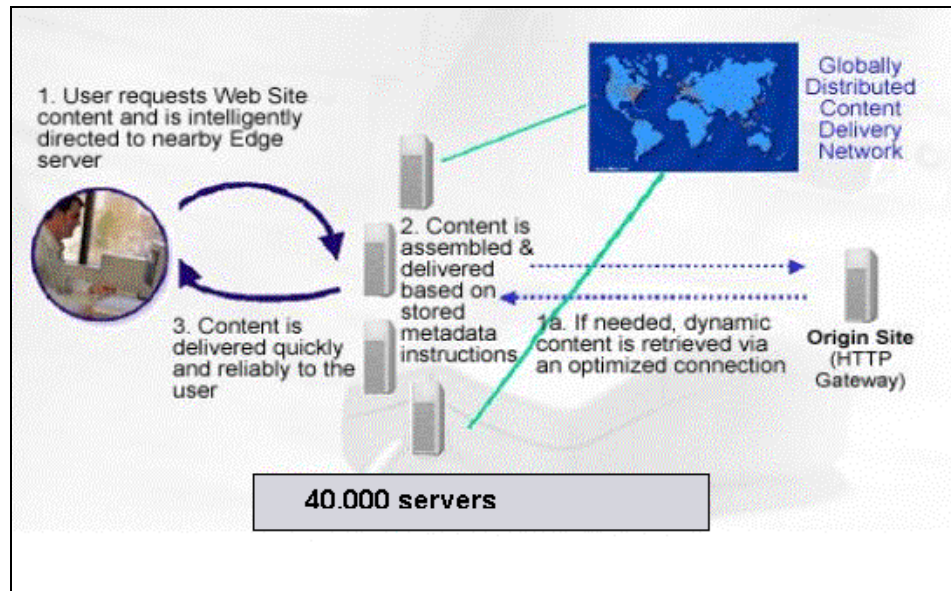 1. User requests Web Site
content and is intelligently
directed to nearby Edge
server
Globally
Distributed
Content
Delivery
Network
2. Content is
assembled &
delivered
based on
stored
metadata
instructions.
3. Content is
delivered quickly
and reliably to the
user
1a. If needed, dynamic
content is retrieved via
an optimized connection
Origin Site
(HTTP
Gateway)
40.000 servers